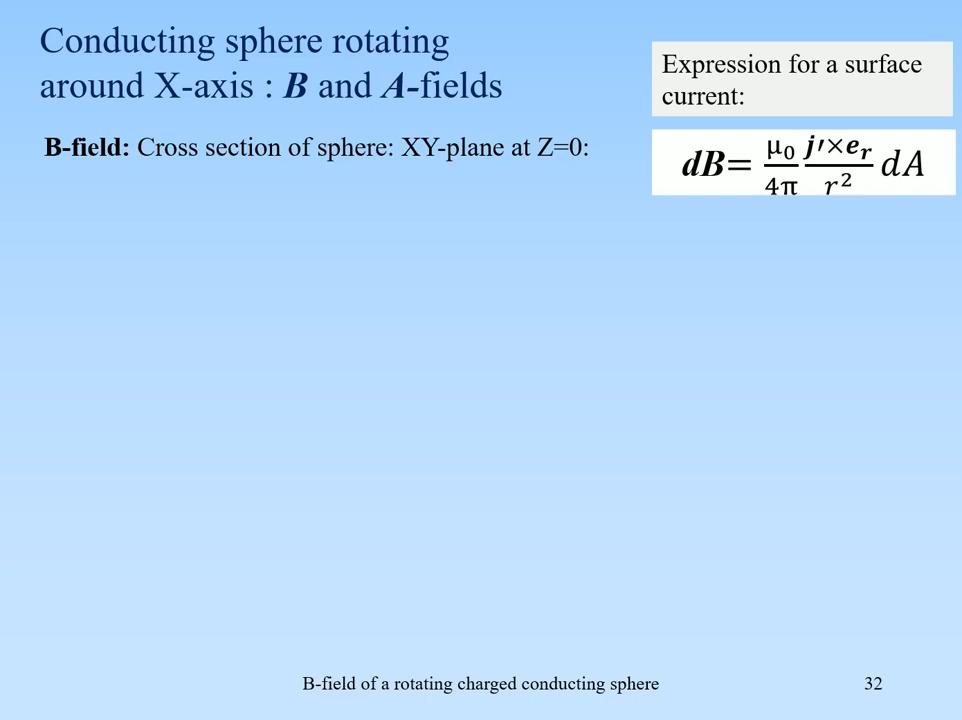 Conducting sphere rotating
around X-axis : B and A-fields
Expression for a surface
current:
B-field: Cross section of sphere: XY-plane at Z=0:
dB= μ₀/4π j′×eᵣ/r² dA
B-field of a rotating charged conducting sphere
32